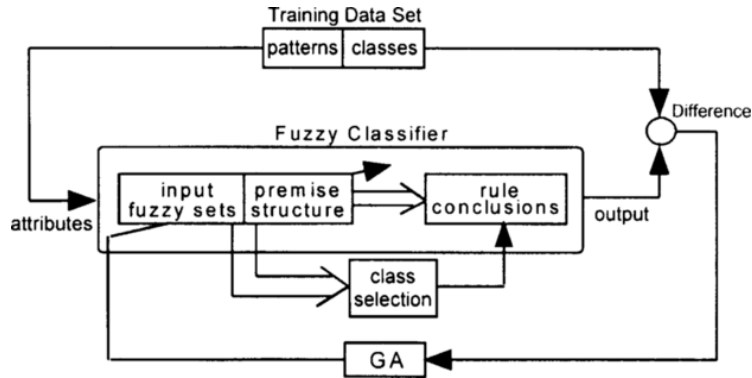 Training Data Set
patterns classes
Difference
Fuzzy Classifier
input fuzzy sets
premise structure
rule conclusions
attributes
output
class selection
GA